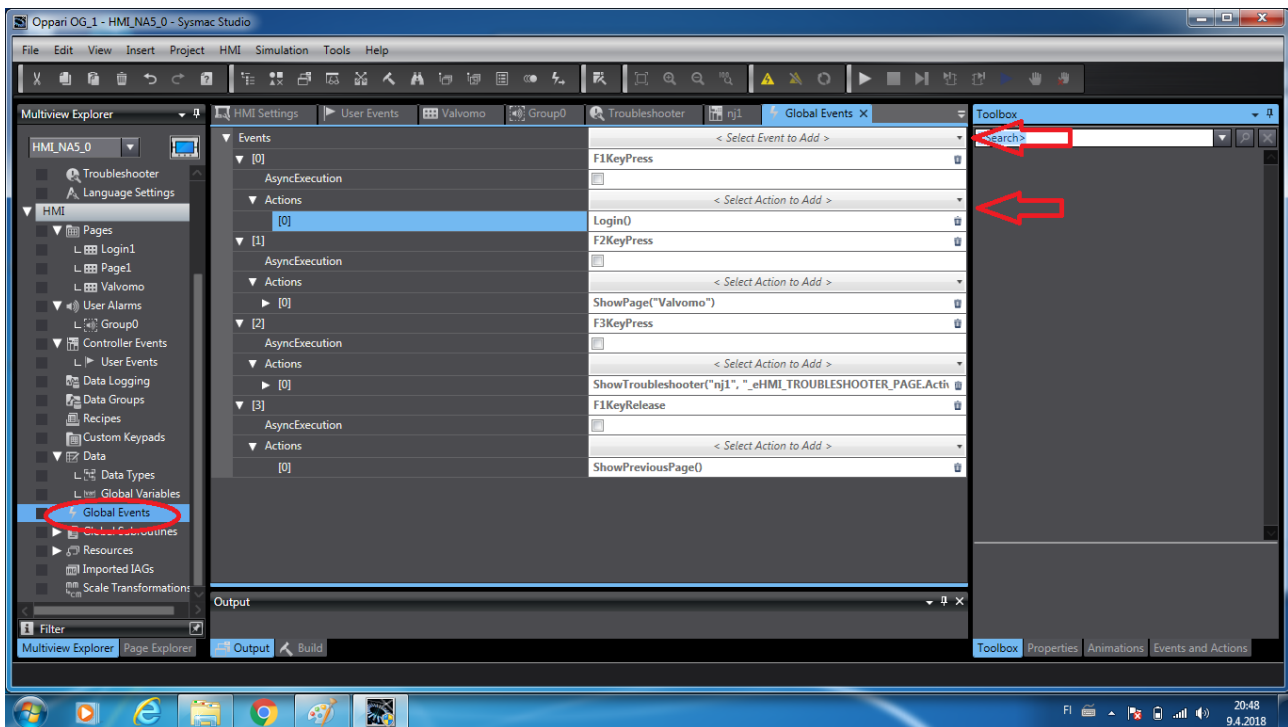 Oppari OG_1 - HMI_NA5_0 - Sysmac Studio
File Edit View Insert Project HMI Simulation Tools Help
Multiview Explorer
HMI_NA5_0
Troubleshooter
Language Settings
HMI
Pages
Login1
Page1
Valvomo
User Alarms
Group0
Controller Events
User Events
Data Logging
Data Groups
Recipes
Custom Keypads
Data
Data Types
Global Variables
Global Events
Global Subroutines
Resources
Imported IAGs
Scale Transformations
Filter
Multiview Explorer Page Explorer
HMI Settings User Events Valvomo Group0 Troubleshooter nj1 Global Events
Events < Select Event to Add >
[0] F1KeyPress
AsyncExecution
Actions < Select Action to Add >
[0] Login()
[1] F2KeyPress
AsyncExecution
Actions < Select Action to Add >
[0] ShowPage("Valvomo")
[2] F3KeyPress
AsyncExecution
Actions < Select Action to Add >
[0] ShowTroubleshooter("nj1", "_eHMI_TROUBLESHOOTER_PAGE.Activ
[3] F1KeyRelease
AsyncExecution
Actions < Select Action to Add >
[0] ShowPreviousPage()
Output
Output Build
Toolbox
<Search>
Toolbox Properties Animations Events and Actions
FI
20:48
9.4.2018